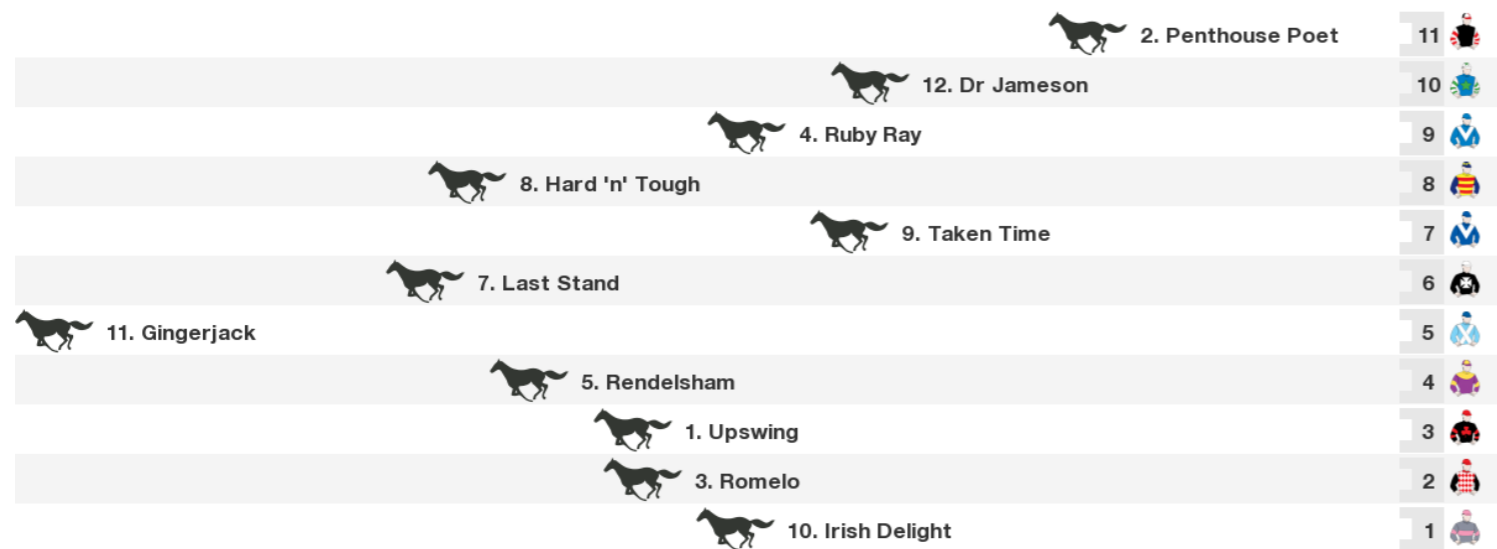 2. Penthouse Poet 11
12. Dr Jameson 10
4. Ruby Ray 9
8. Hard 'n' Tough 8
9. Taken Time 7
7. Last Stand 6
11. Gingerjack 5
5. Rendelsham 4
1. Upswing 3
3. Romelo 2
10. Irish Delight 1